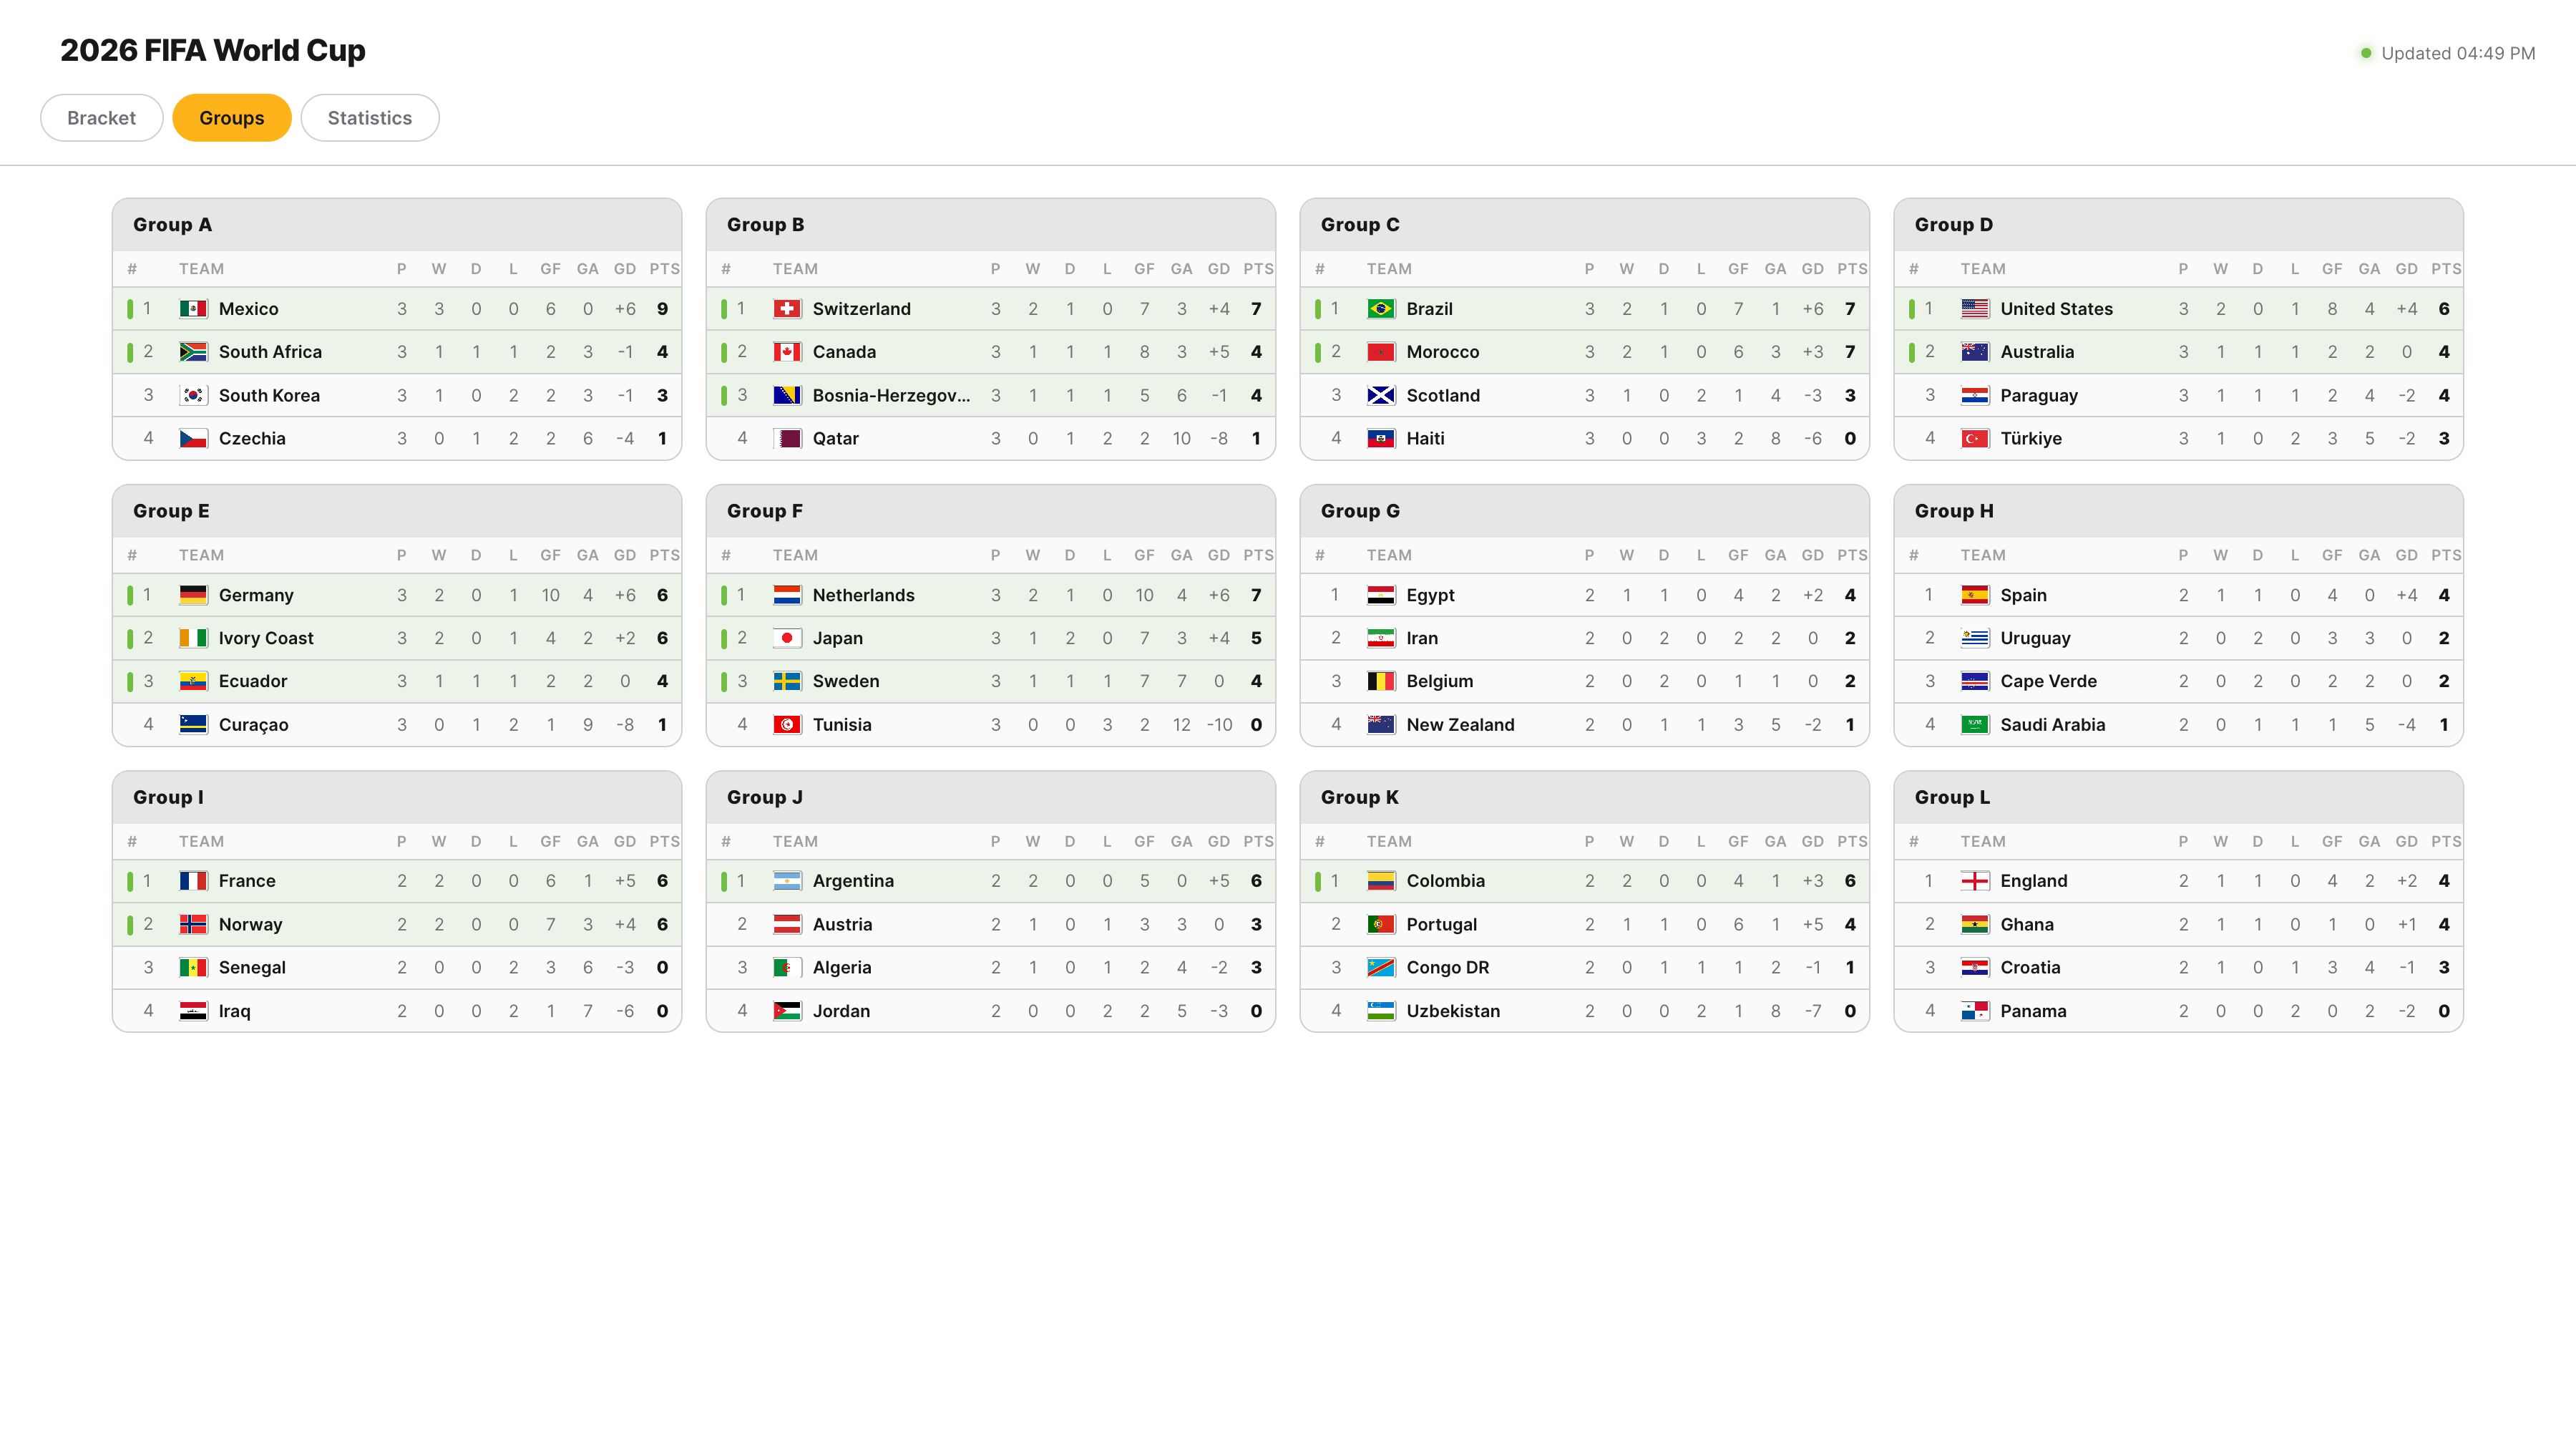 2026 FIFA World Cup
Updated 04:49 PM
Bracket Groups Statistics
Group A
# TEAM P W D L GF GA GD PTS
1 Mexico 3 3 0 0 6 0 +6 9
2 South Africa 3 1 1 1 2 3 -1 4
3 South Korea 3 1 0 2 2 3 -1 3
4 Czechia 3 0 1 2 2 6 -4 1
Group B
# TEAM P W D L GF GA GD PTS
1 Switzerland 3 2 1 0 7 3 +4 7
2 Canada 3 1 1 1 8 3 +5 4
3 Bosnia-Herzegov... 3 1 1 1 5 6 -1 4
4 Qatar 3 0 1 2 2 10 -8 1
Group C
# TEAM P W D L GF GA GD PTS
1 Brazil 3 2 1 0 7 1 +6 7
2 Morocco 3 2 1 0 6 3 +3 7
3 Scotland 3 1 0 2 1 4 -3 3
4 Haiti 3 0 0 3 2 8 -6 0
Group D
# TEAM P W D L GF GA GD PTS
1 United States 3 2 0 1 8 4 +4 6
2 Australia 3 1 1 1 2 2 0 4
3 Paraguay 3 1 1 1 2 4 -2 4
4 Türkiye 3 1 0 2 3 5 -2 3
Group E
# TEAM P W D L GF GA GD PTS
1 Germany 3 2 0 1 10 4 +6 6
2 Ivory Coast 3 2 0 1 4 2 +2 6
3 Ecuador 3 1 1 1 2 2 0 4
4 Curaçao 3 0 1 2 1 9 -8 1
Group F
# TEAM P W D L GF GA GD PTS
1 Netherlands 3 2 1 0 10 4 +6 7
2 Japan 3 1 2 0 7 3 +4 5
3 Sweden 3 1 1 1 7 7 0 4
4 Tunisia 3 0 0 3 2 12 -10 0
Group G
# TEAM P W D L GF GA GD PTS
1 Egypt 2 1 1 0 4 2 +2 4
2 Iran 2 0 2 0 2 2 0 2
3 Belgium 2 0 2 0 1 1 0 2
4 New Zealand 2 0 1 1 3 5 -2 1
Group H
# TEAM P W D L GF GA GD PTS
1 Spain 2 1 1 0 4 0 +4 4
2 Uruguay 2 0 2 0 3 3 0 2
3 Cape Verde 2 0 2 0 2 2 0 2
4 Saudi Arabia 2 0 1 1 1 5 -4 1
Group I
# TEAM P W D L GF GA GD PTS
1 France 2 2 0 0 6 1 +5 6
2 Norway 2 2 0 0 7 3 +4 6
3 Senegal 2 0 0 2 3 6 -3 0
4 Iraq 2 0 0 2 1 7 -6 0
Group J
# TEAM P W D L GF GA GD PTS
1 Argentina 2 2 0 0 5 0 +5 6
2 Austria 2 1 0 1 3 3 0 3
3 Algeria 2 1 0 1 2 4 -2 3
4 Jordan 2 0 0 2 2 5 -3 0
Group K
# TEAM P W D L GF GA GD PTS
1 Colombia 2 2 0 0 4 1 +3 6
2 Portugal 2 1 1 0 6 1 +5 4
3 Congo DR 2 0 1 1 1 2 -1 1
4 Uzbekistan 2 0 0 2 1 8 -7 0
Group L
# TEAM P W D L GF GA GD PTS
1 England 2 1 1 0 4 2 +2 4
2 Ghana 2 1 1 0 1 0 +1 4
3 Croatia 2 1 0 1 3 4 -1 3
4 Panama 2 0 0 2 0 2 -2 0